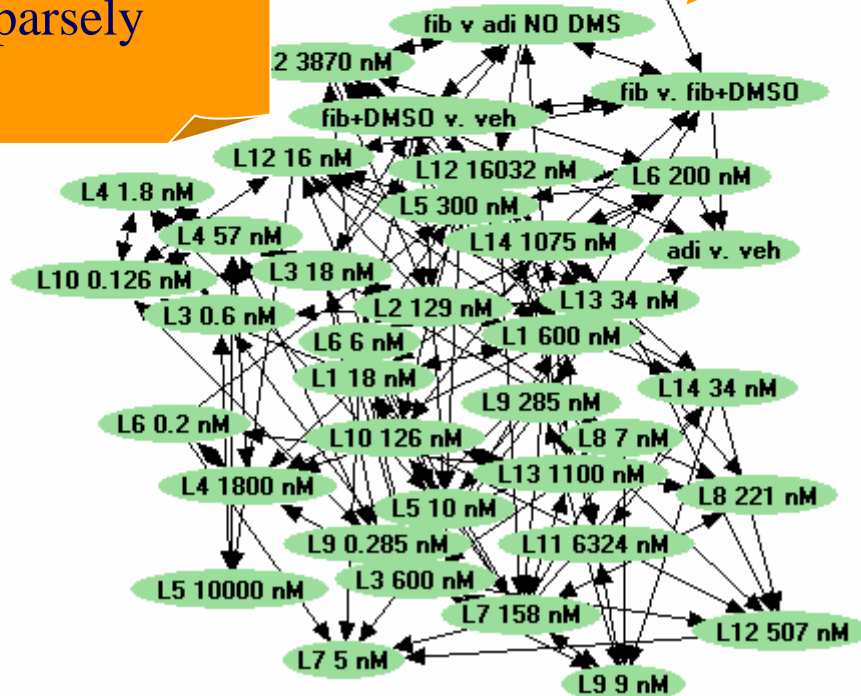 parsely
fib v adi NO DMS
2 3870 nM
fib v. fib+DMSO
fib+DMSO v. veh
L12 16 nM
L12 16032 nM
L6 200 nM
L4 1.8 nM
L5 300 nM
L4 57 nM
L14 1075 nM
adi v. veh
L10 0.126 nM
L3 18 nM
L2 129 nM
L13 34 nM
L3 0.6 nM
L6 6 nM
L1 600 nM
L1 18 nM
L14 34 nM
L9 285 nM
L6 0.2 nM
L10 126 nM
L8 7 nM
L4 1800 nM
L13 1100 nM
L8 221 nM
L5 10 nM
L9 0.285 nM
L11 6324 nM
L5 10000 nM
L3 600 nM
L7 158 nM
L12 507 nM
L7 5 nM
L9 9 nM